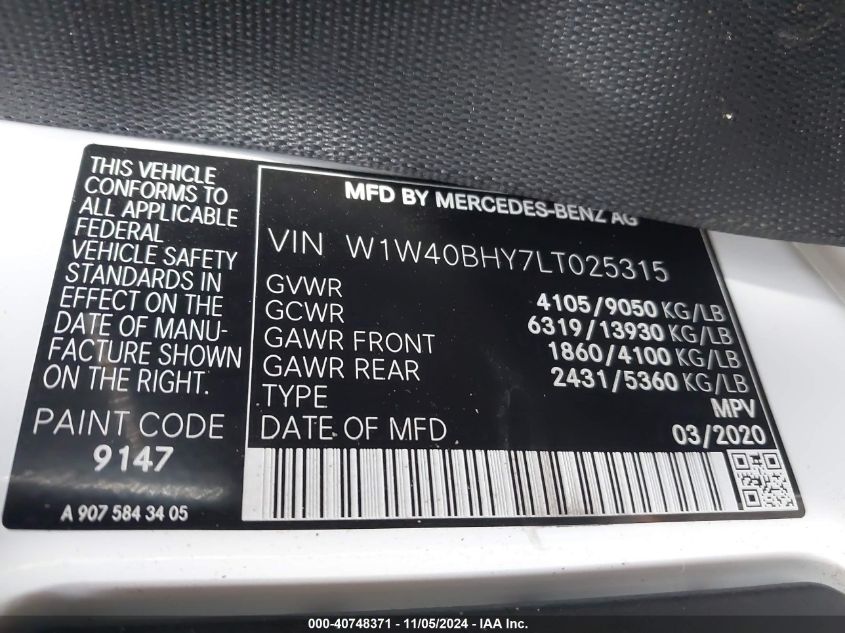 THIS VEHICLE
CONFORMS TO
ALL APPLICABLE
FEDERAL
VEHICLE SAFETY
STANDARDS IN
EFFECT ON THE
DATE OF MANU-
FACTURE SHOWN
ON THE RIGHT.
PAINT CODE
9147
A 907 584 34 05
MFD BY MERCEDES-BENZ AG
VIN W1W40BHY7LT025315
GVWR 4105/9050 KG/LB
GCWR 6319/13930 KG/LB
GAWR FRONT 1860/4100 KG/LB
GAWR REAR 2431/5360 KG/LB
TYPE MPV
DATE OF MFD 03/2020
000-40748371 - 11/05/2024 - IAA Inc.